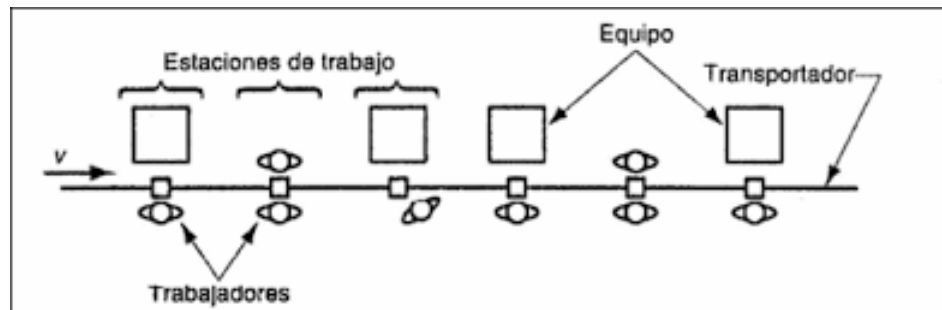 Equipo
Estaciones de trabajo
Transportador
v
Trabajadores